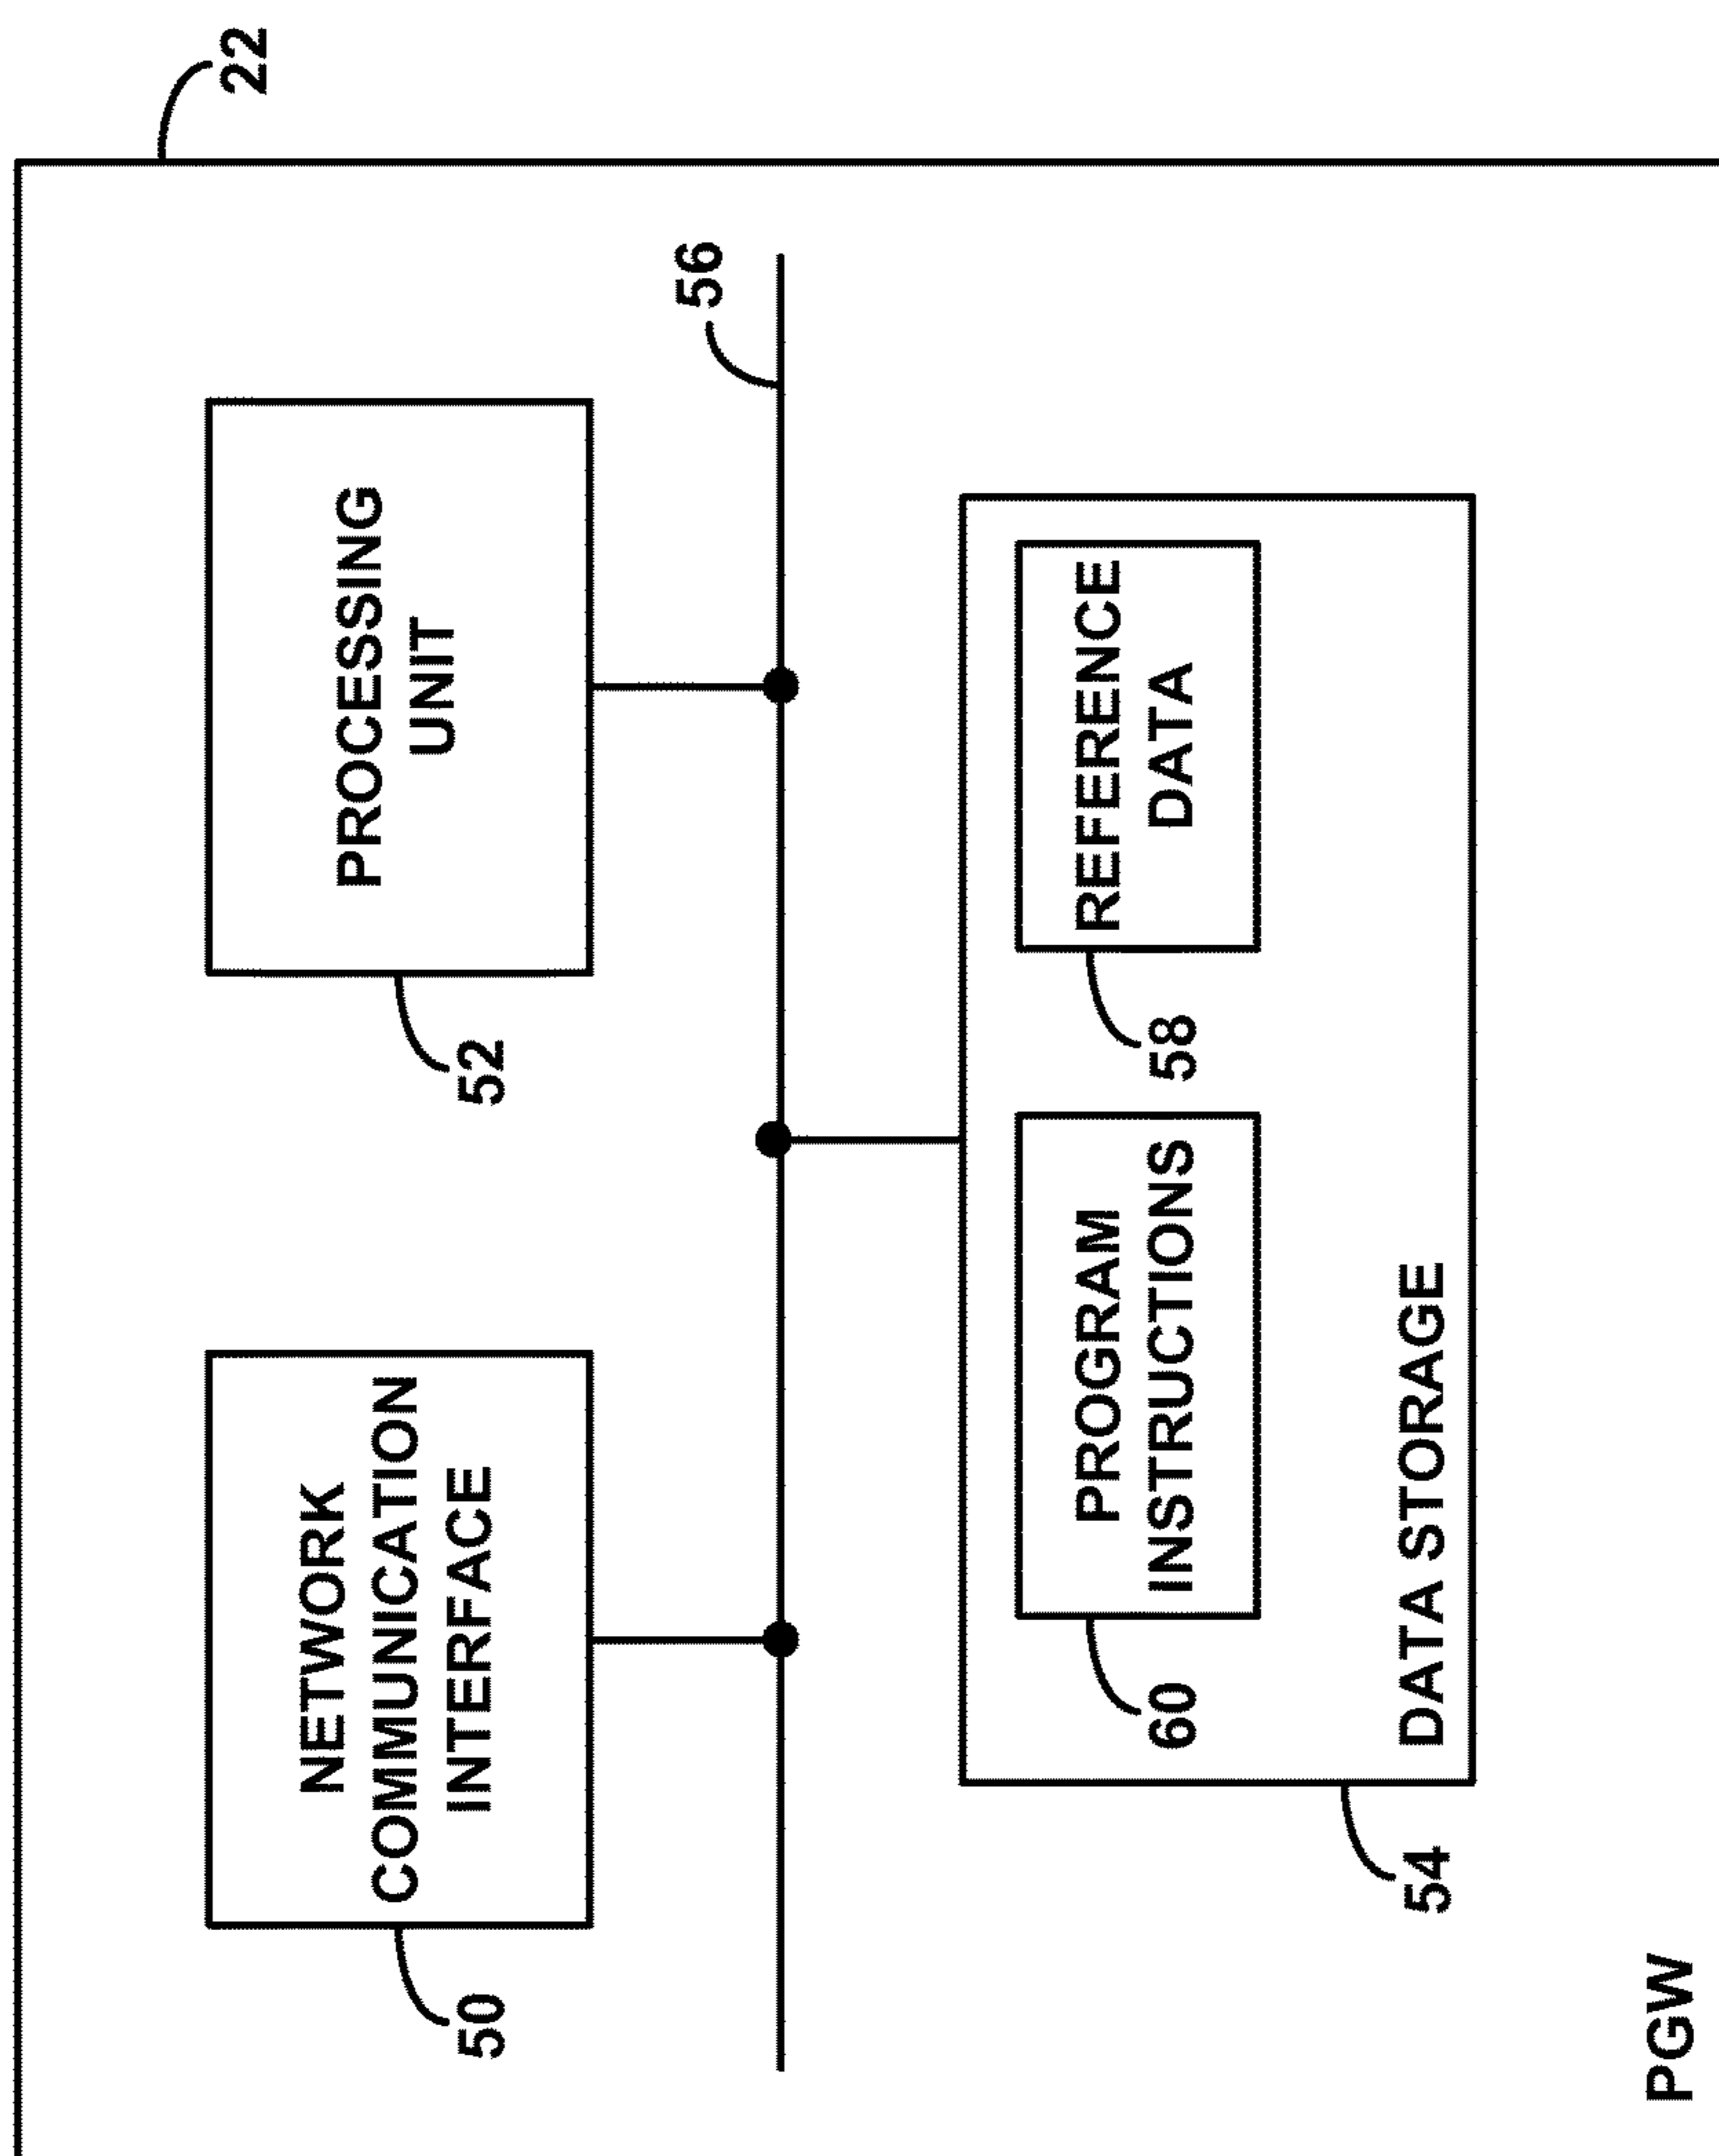 22
50
NETWORK
COMMUNICATION
INTERFACE
52
PROCESSING
UNIT
56
54
60
PROGRAM
INSTRUCTIONS
58
REFERENCE
DATA
DATA STORAGE
PGW